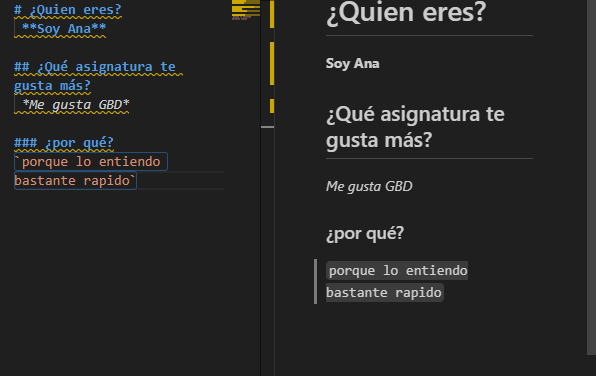 # ¿Quien eres?
**Soy Ana**
## ¿Qué asignatura te
gusta más?
*Me gusta GBD*
### ¿por qué?
`porque lo entiendo
bastante rapido`
¿Quien eres?
Soy Ana
¿Qué asignatura te
gusta más?
Me gusta GBD
¿por qué?
porque lo entiendo
bastante rapido